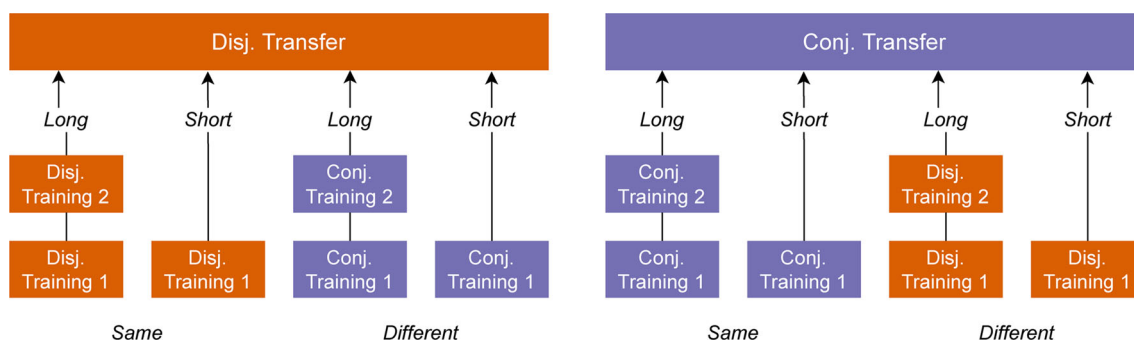 Disj. Transfer
Conj. Transfer
Long
Short
Long
Short
Long
Short
Long
Short
Disj.
Training 2
Conj.
Training 2
Conj.
Training 2
Disj.
Training 2
Disj.
Training 1
Disj.
Training 1
Conj.
Training 1
Conj.
Training 1
Conj.
Training 1
Conj.
Training 1
Disj.
Training 1
Disj.
Training 1
Same
Different
Same
Different